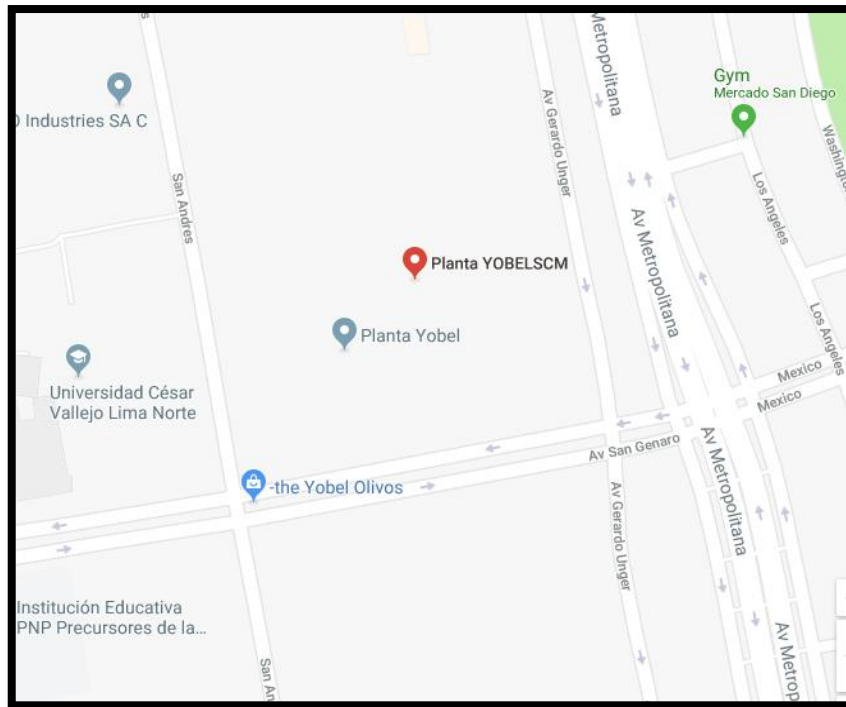 Metropolitana
Gym
Mercado San Diego
Industries SA C
Av Gerardo Unger
Washington
San Andres
Los Angeles
Av Metropolitana
Planta YOBELSCM
Planta Yobel
Los Angeles
Universidad César
Vallejo Lima Norte
Mexico
Mexico
Av San Genaro
Av Metropolitana
-the Yobel Olivos
Av Gerardo Unger
Institución Educativa
PNP Precursores de la...
San An
Av Metrop